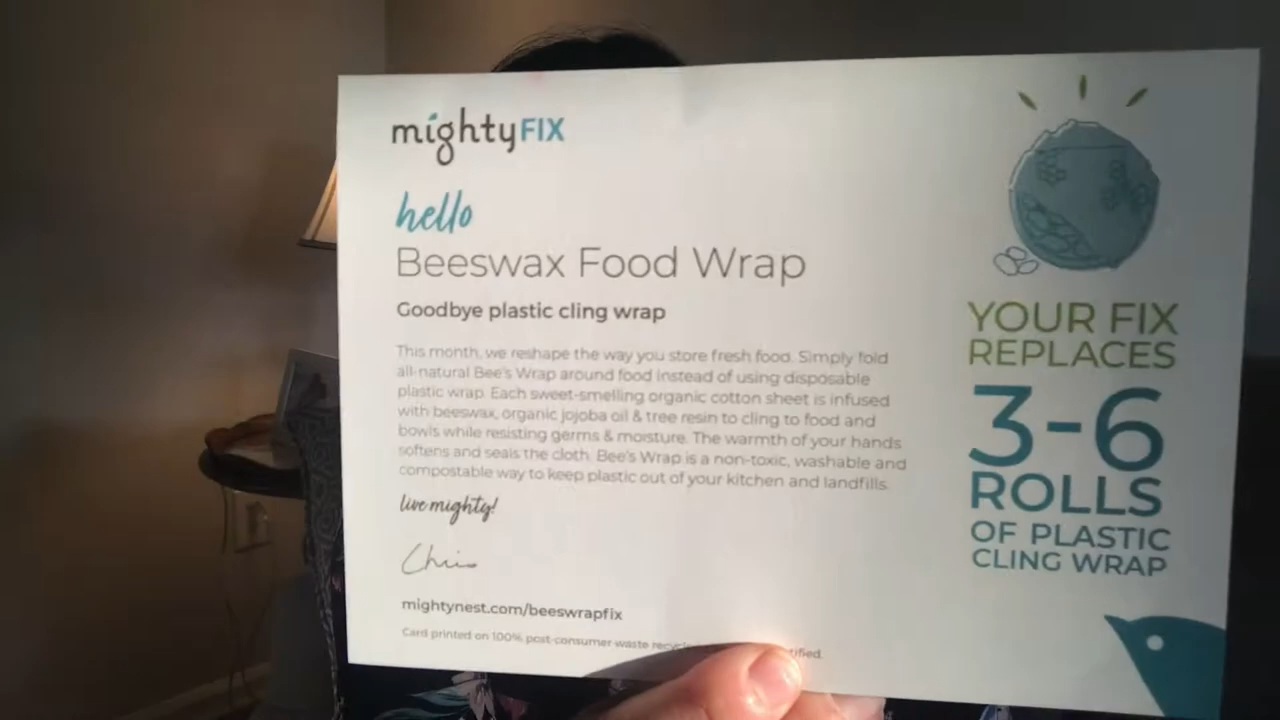 mightyFIX
hello
Beeswax Food Wrap
Goodbye plastic cling wrap
This month, we reshape the way you store fresh food. Simply fold
all-natural Bee's Wrap around food instead of using disposable
plastic wrap. Each sweet-smelling organic cotton sheet is infused
with beeswax, organic jojoba oil & tree resin to cling to food and
bowls while resisting germs & moisture. The warmth of your hands
softens and seals the cloth. Bee's Wrap is a non-toxic, washable and
compostable way to keep plastic out of your kitchen and landfills.
live mighty!
Chris
mightynest.com/beeswrapfix
Card printed on 100% post-consumer waste
YOUR FIX
REPLACES
3-6
ROLLS
OF PLASTIC
CLING WRAP